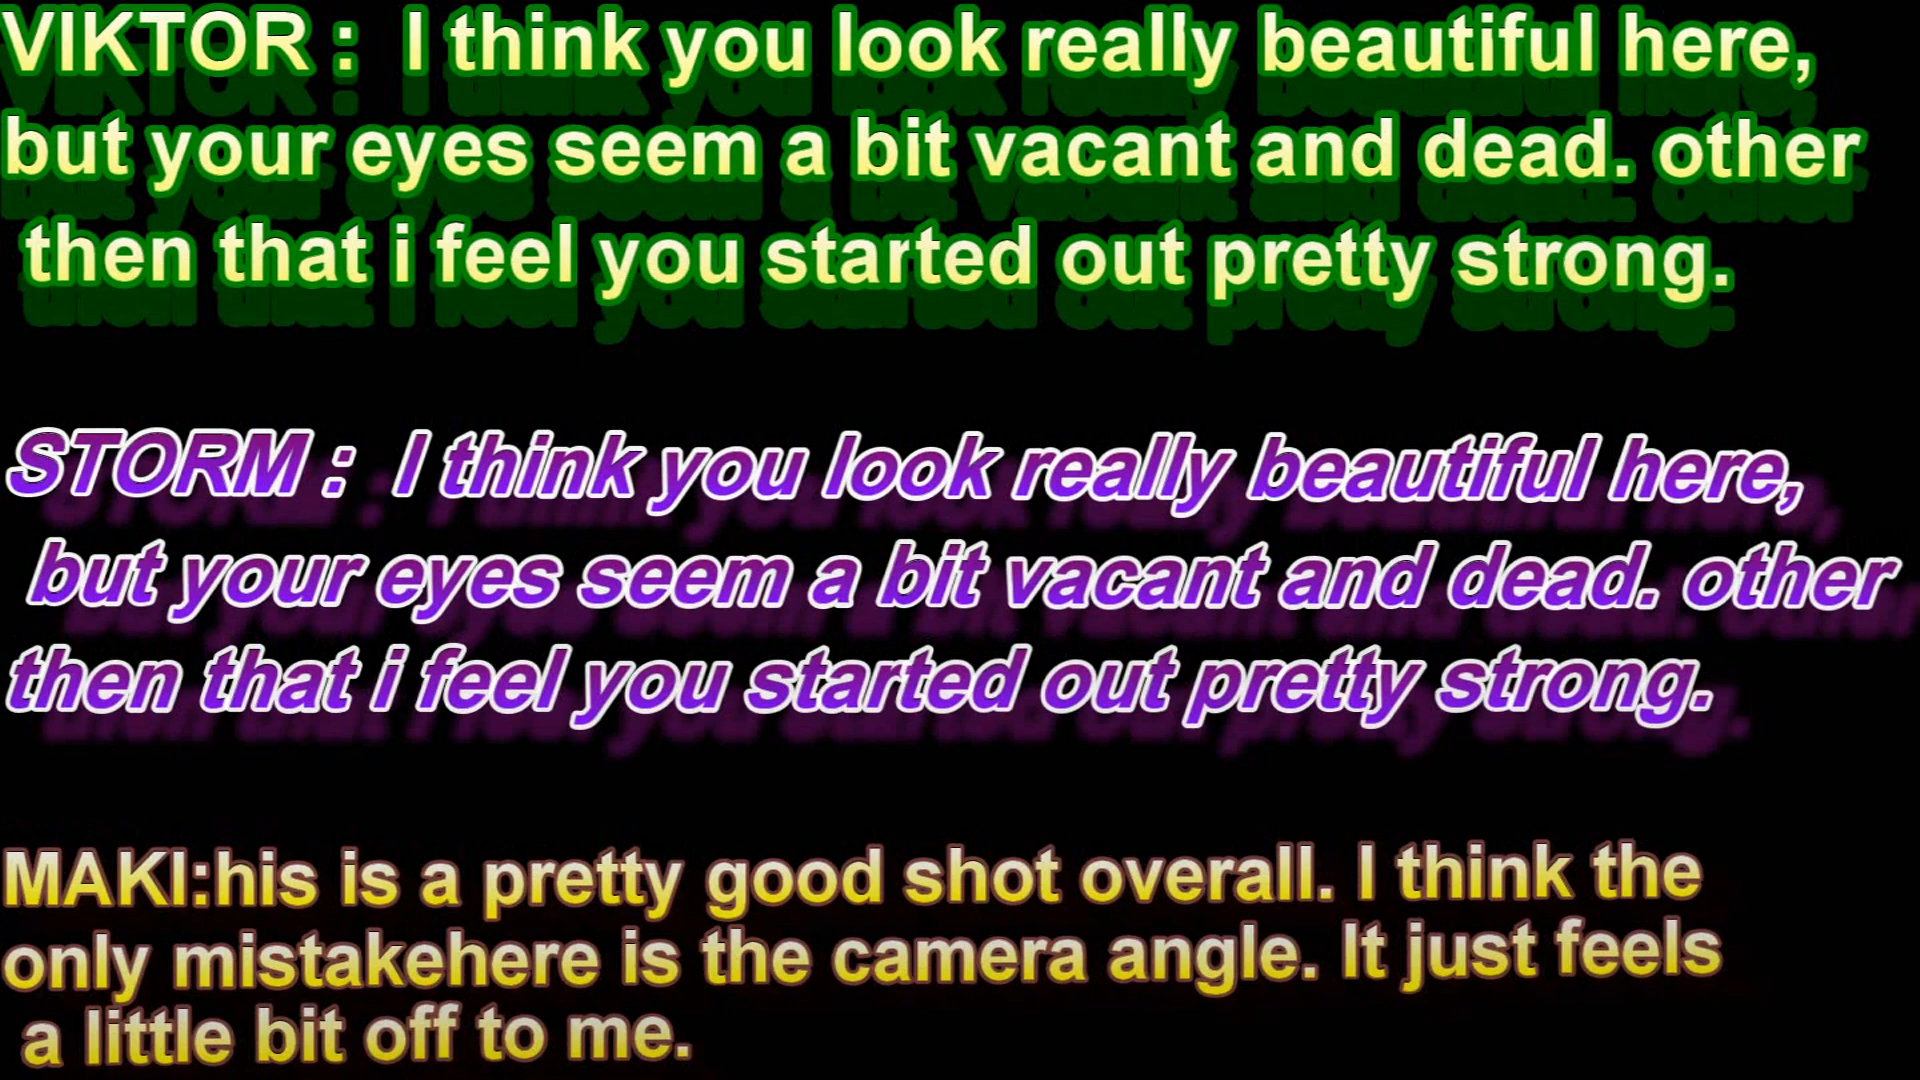 VIKTOR : I think you look really beautiful here,
but your eyes seem a bit vacant and dead. other
then that i feel you started out pretty strong.
STORM : I think you look really beautiful here,
but your eyes seem a bit vacant and dead. other
then that i feel you started out pretty strong.
MAKI:his is a pretty good shot overall. I think the
only mistakehere is the camera angle. It just feels
a little bit off to me.